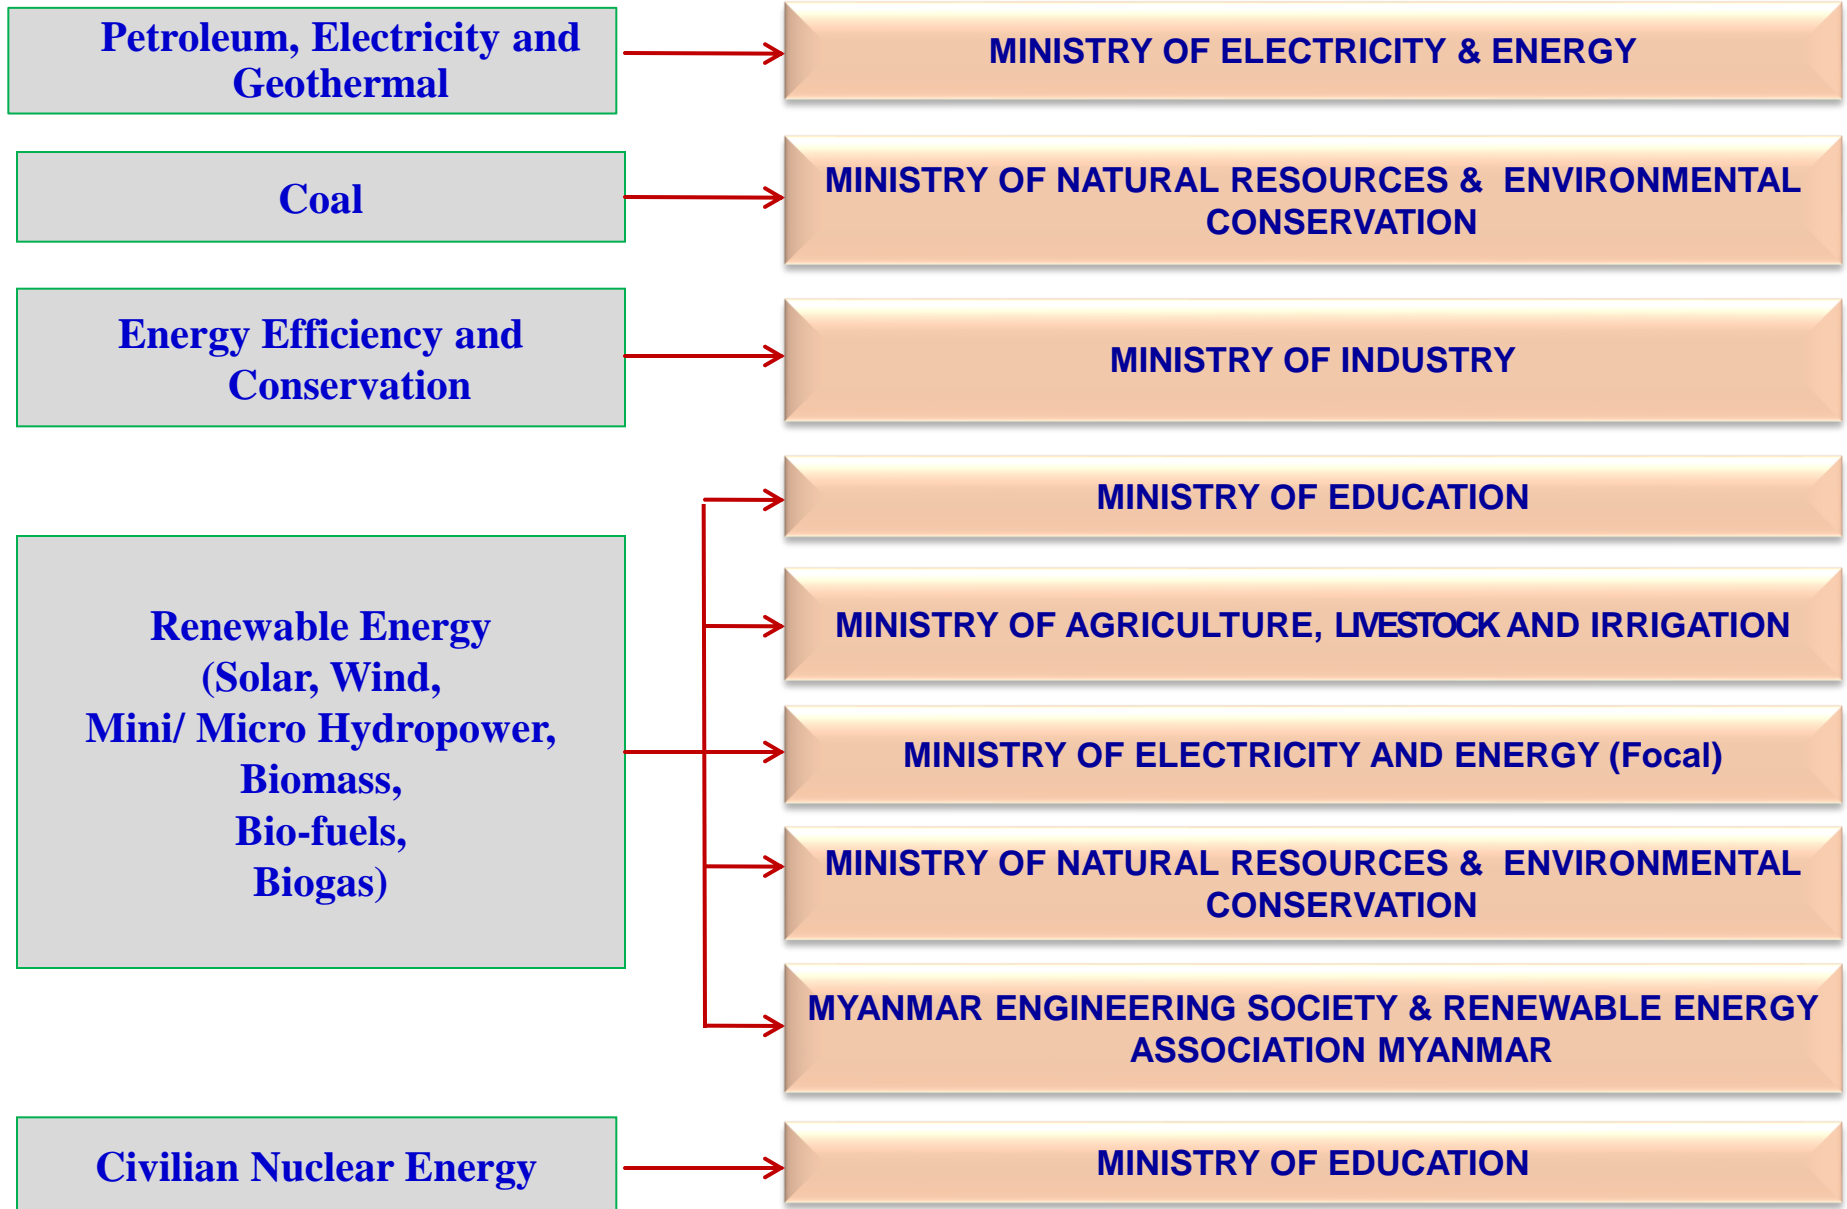 Petroleum, Electricity and
Geothermal
MINISTRY OF ELECTRICITY & ENERGY
Coal
MINISTRY OF NATURAL RESOURCES & ENVIRONMENTAL
CONSERVATION
Energy Efficiency and
Conservation
MINISTRY OF INDUSTRY
Renewable Energy
(Solar, Wind,
Mini/ Micro Hydropower,
Biomass,
Bio-fuels,
Biogas)
MINISTRY OF EDUCATION
MINISTRY OF AGRICULTURE, LIVESTOCK AND IRRIGATION
MINISTRY OF ELECTRICITY AND ENERGY (Focal)
MINISTRY OF NATURAL RESOURCES & ENVIRONMENTAL
CONSERVATION
MYANMAR ENGINEERING SOCIETY & RENEWABLE ENERGY
ASSOCIATION MYANMAR
Civilian Nuclear Energy
MINISTRY OF EDUCATION